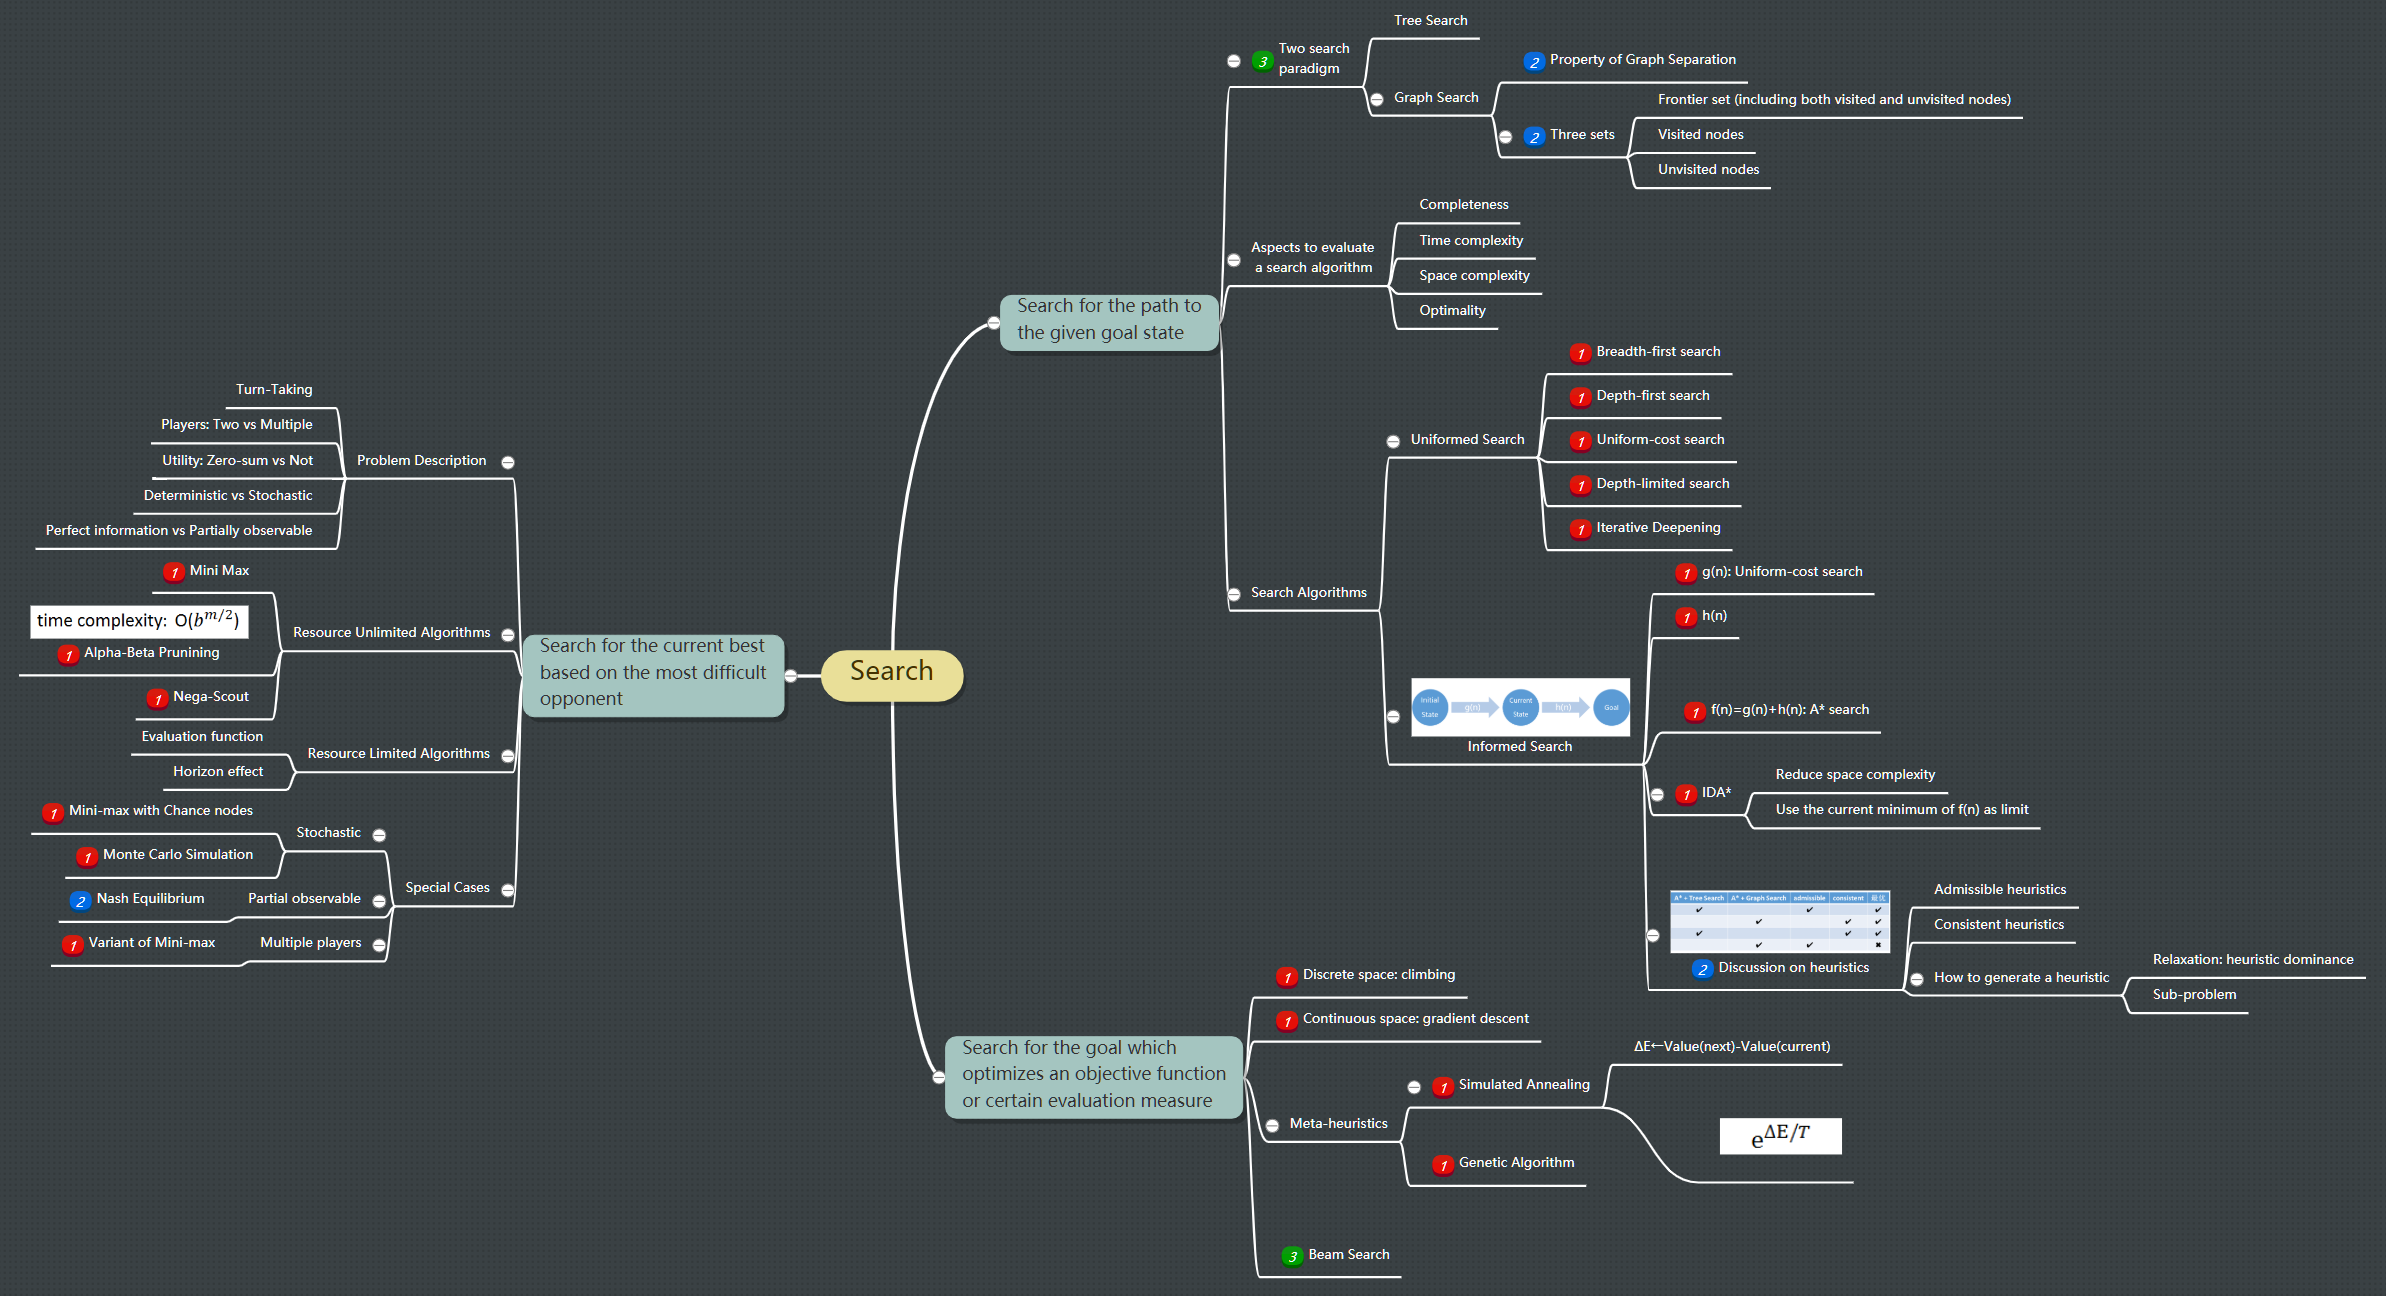 Search
Search for the path to
the given goal state
3
Two search
paradigm
Tree Search
Graph Search
2
Property of Graph Separation
2
Three sets
Frontier set (including both visited and unvisited nodes)
Visited nodes
Unvisited nodes
Aspects to evaluate
a search algorithm
Completeness
Time complexity
Space complexity
Optimality
Search Algorithms
Uniformed Search
1
Breadth-first search
1
Depth-first search
1
Uniform-cost search
1
Depth-limited search
1
Iterative Deepening
Initial
State
g(n)
Current
State
h(n)
Goal
Informed Search
1
g(n): Uniform-cost search
1
h(n)
1
f(n)=g(n)+h(n): A* search
1
IDA*
Reduce space complexity
Use the current minimum of f(n) as limit
A* + Tree Search A* + Graph Search admissible consistent 最优
✔ ✔ ✔
✔ ✔ ✔
✔ ✔ ✔
✔ ✔ ✖
2
Discussion on heuristics
Admissible heuristics
Consistent heuristics
How to generate a heuristic
Relaxation: heuristic dominance
Sub-problem
Search for the goal which
optimizes an objective function
or certain evaluation measure
1
Discrete space: climbing
1
Continuous space: gradient descent
Meta-heuristics
1
Simulated Annealing
ΔE←Value(next)-Value(current)
e^ΔE/T
1
Genetic Algorithm
3
Beam Search
Search for the current best
based on the most difficult
opponent
Problem Description
Turn-Taking
Players: Two vs Multiple
Utility: Zero-sum vs Not
Deterministic vs Stochastic
Perfect information vs Partially observable
Resource Unlimited Algorithms
1
Mini Max
time complexity: O(b^m/2)
1
Alpha-Beta Prunining
1
Nega-Scout
Resource Limited Algorithms
Evaluation function
Horizon effect
Special Cases
Stochastic
1
Mini-max with Chance nodes
1
Monte Carlo Simulation
Partial observable
2
Nash Equilibrium
Multiple players
1
Variant of Mini-max